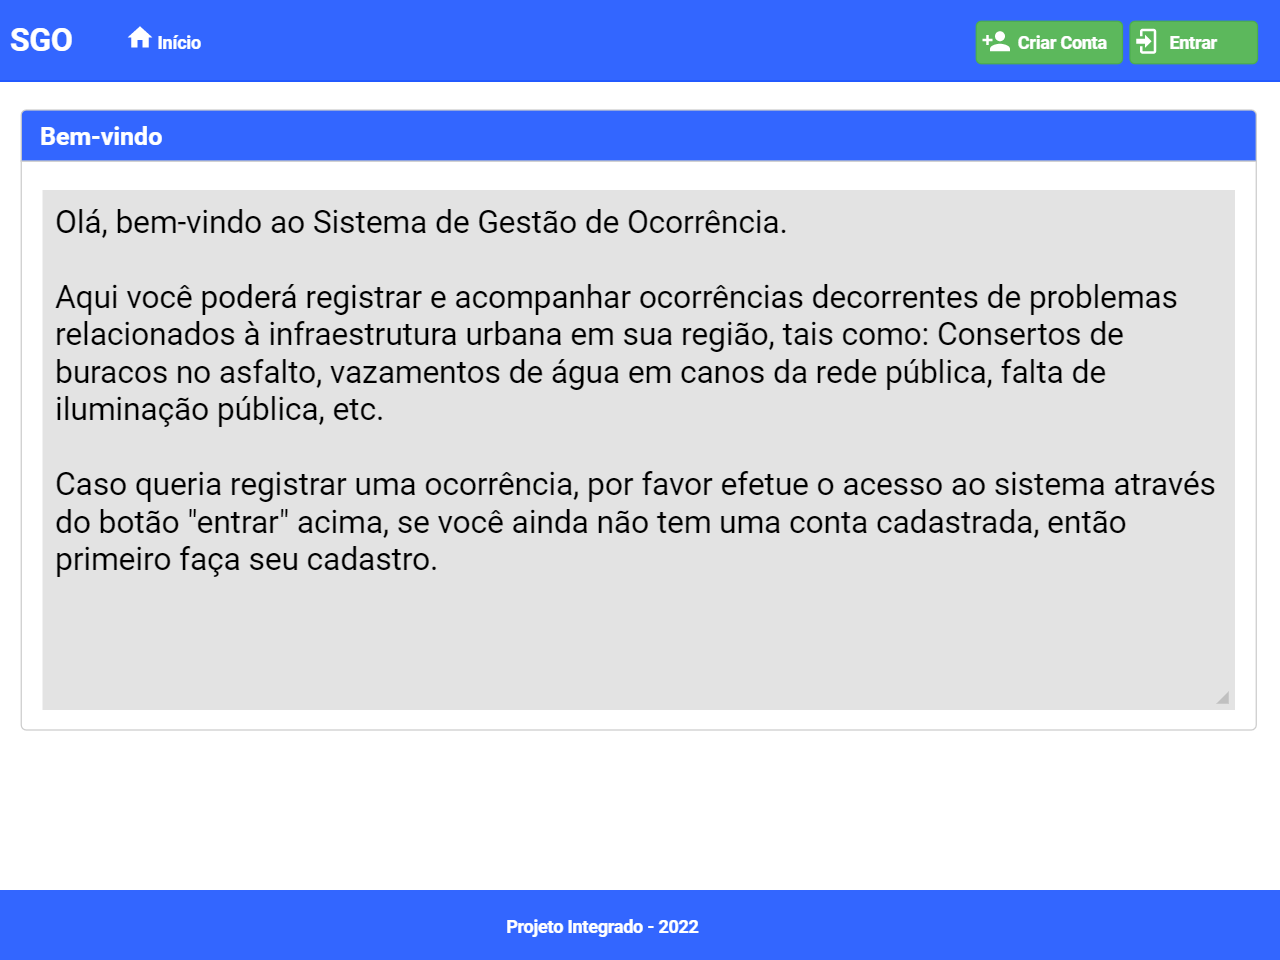 SGO
Início
Criar Conta
Entrar
Bem-vindo
Olá, bem-vindo ao Sistema de Gestão de Ocorrência.
Aqui você poderá registrar e acompanhar ocorrências decorrentes de problemas
relacionados à infraestrutura urbana em sua região, tais como: Consertos de
buracos no asfalto, vazamentos de água em canos da rede pública, falta de
iluminação pública, etc.
Caso queria registrar uma ocorrência, por favor efetue o acesso ao sistema através
do botão "entrar" acima, se você ainda não tem uma conta cadastrada, então
primeiro faça seu cadastro.
Projeto Integrado - 2022